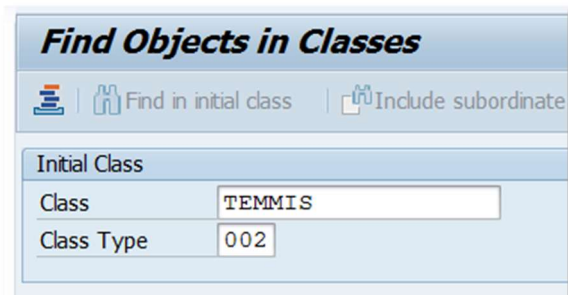 Find Objects in Classes
Find in initial class Include subordinate
Initial Class
Class TEMMIS
Class Type 002